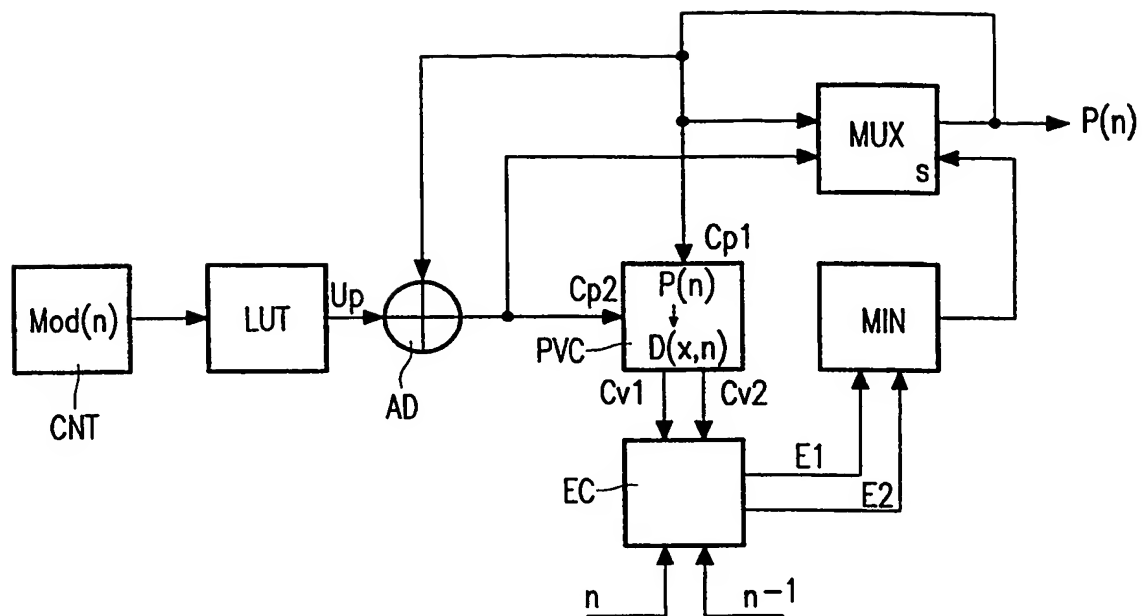 P(n)
MUX
s
Cp1
Mod(n)
LUT
Up
Cp2
P(n)
D(x,n)
MIN
PVC
AD
CNT
Cv1
Cv2
E1
EC
E2
n
n-1